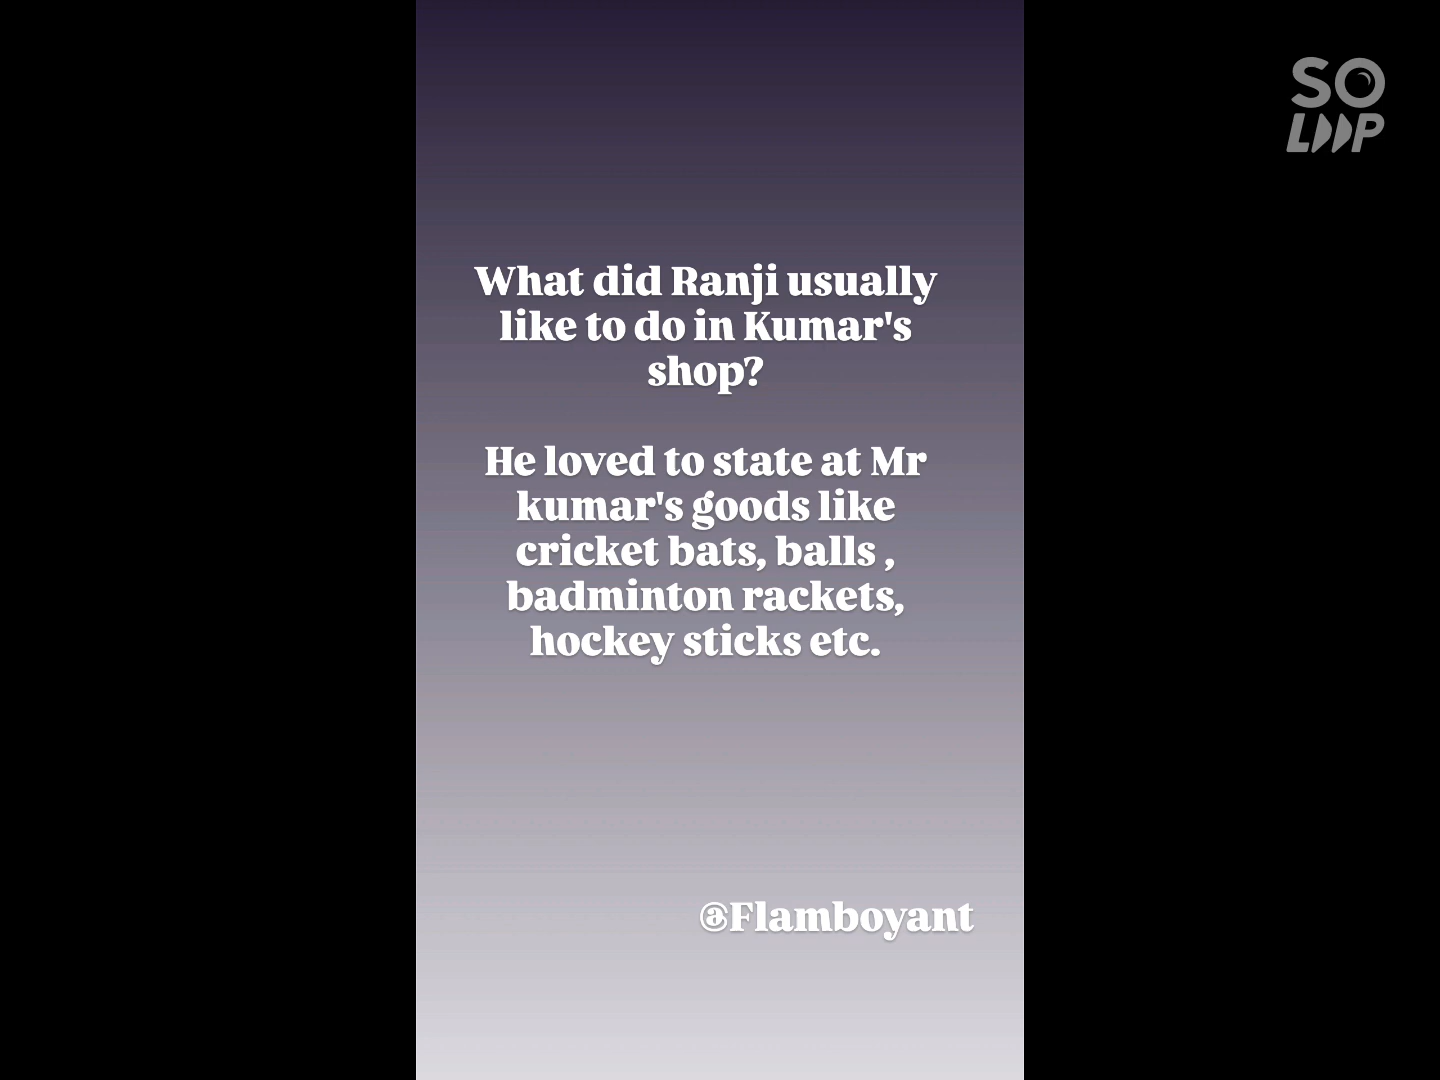 SO
LOOP
What did Ranji usually
like to do in Kumar's
shop?
He loved to state at Mr
kumar's goods like
cricket bats, balls ,
badminton rackets,
hockey sticks etc.
@Flamboyant